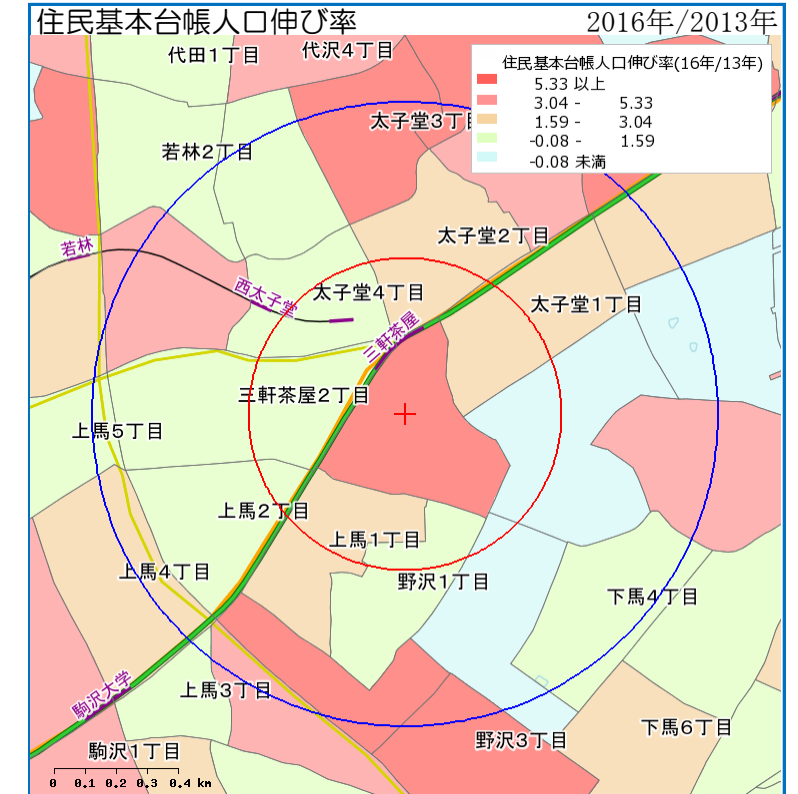 住民基本台帳人口伸び率
2016年/2013年
住民基本台帳人口伸び率(16年/13年)
5.33 以上
3.04 - 5.33
1.59 - 3.04
-0.08 - 1.59
-0.08 未満
代田1丁目
代沢4丁目
太子堂3丁目
若林2丁目
若林
太子堂2丁目
西太子堂
太子堂4丁目
太子堂1丁目
三軒茶屋
三軒茶屋2丁目
上馬5丁目
上馬2丁目
上馬1丁目
上馬4丁目
野沢1丁目
下馬4丁目
駒沢大学
上馬3丁目
下馬6丁目
野沢3丁目
駒沢1丁目
0 0.1 0.2 0.3 0.4 km